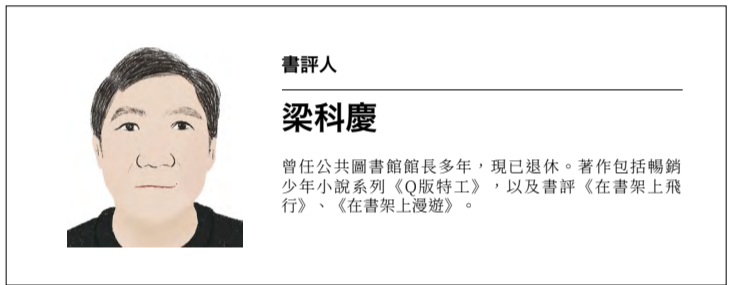 書評人
梁科慶
曾任公共圖書館館長多年，現已退休。著作包括暢銷
少年小說系列《Q版特工》，以及書評《在書架上飛
行》、《在書架上漫遊》。